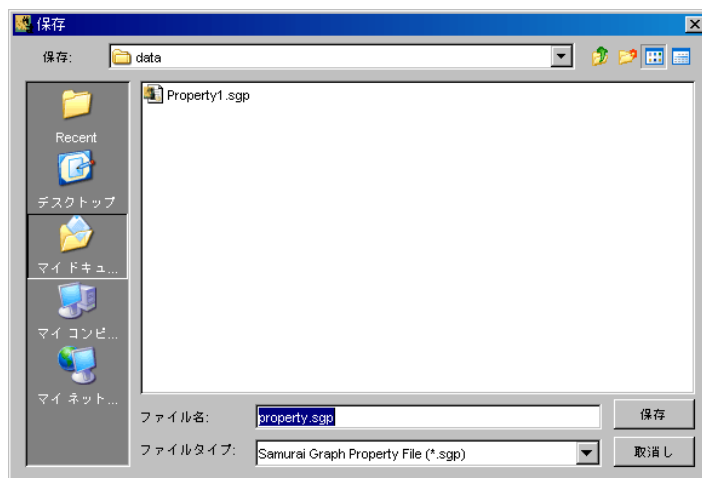 保存
保存: data
Property1.sgp
Recent
デスクトップ
マイ ドキュ...
マイ コンピ...
マイ ネット...
ファイル名: property.sgp 保存
ファイルタイプ: Samurai Graph Property File (*.sgp) 取消し